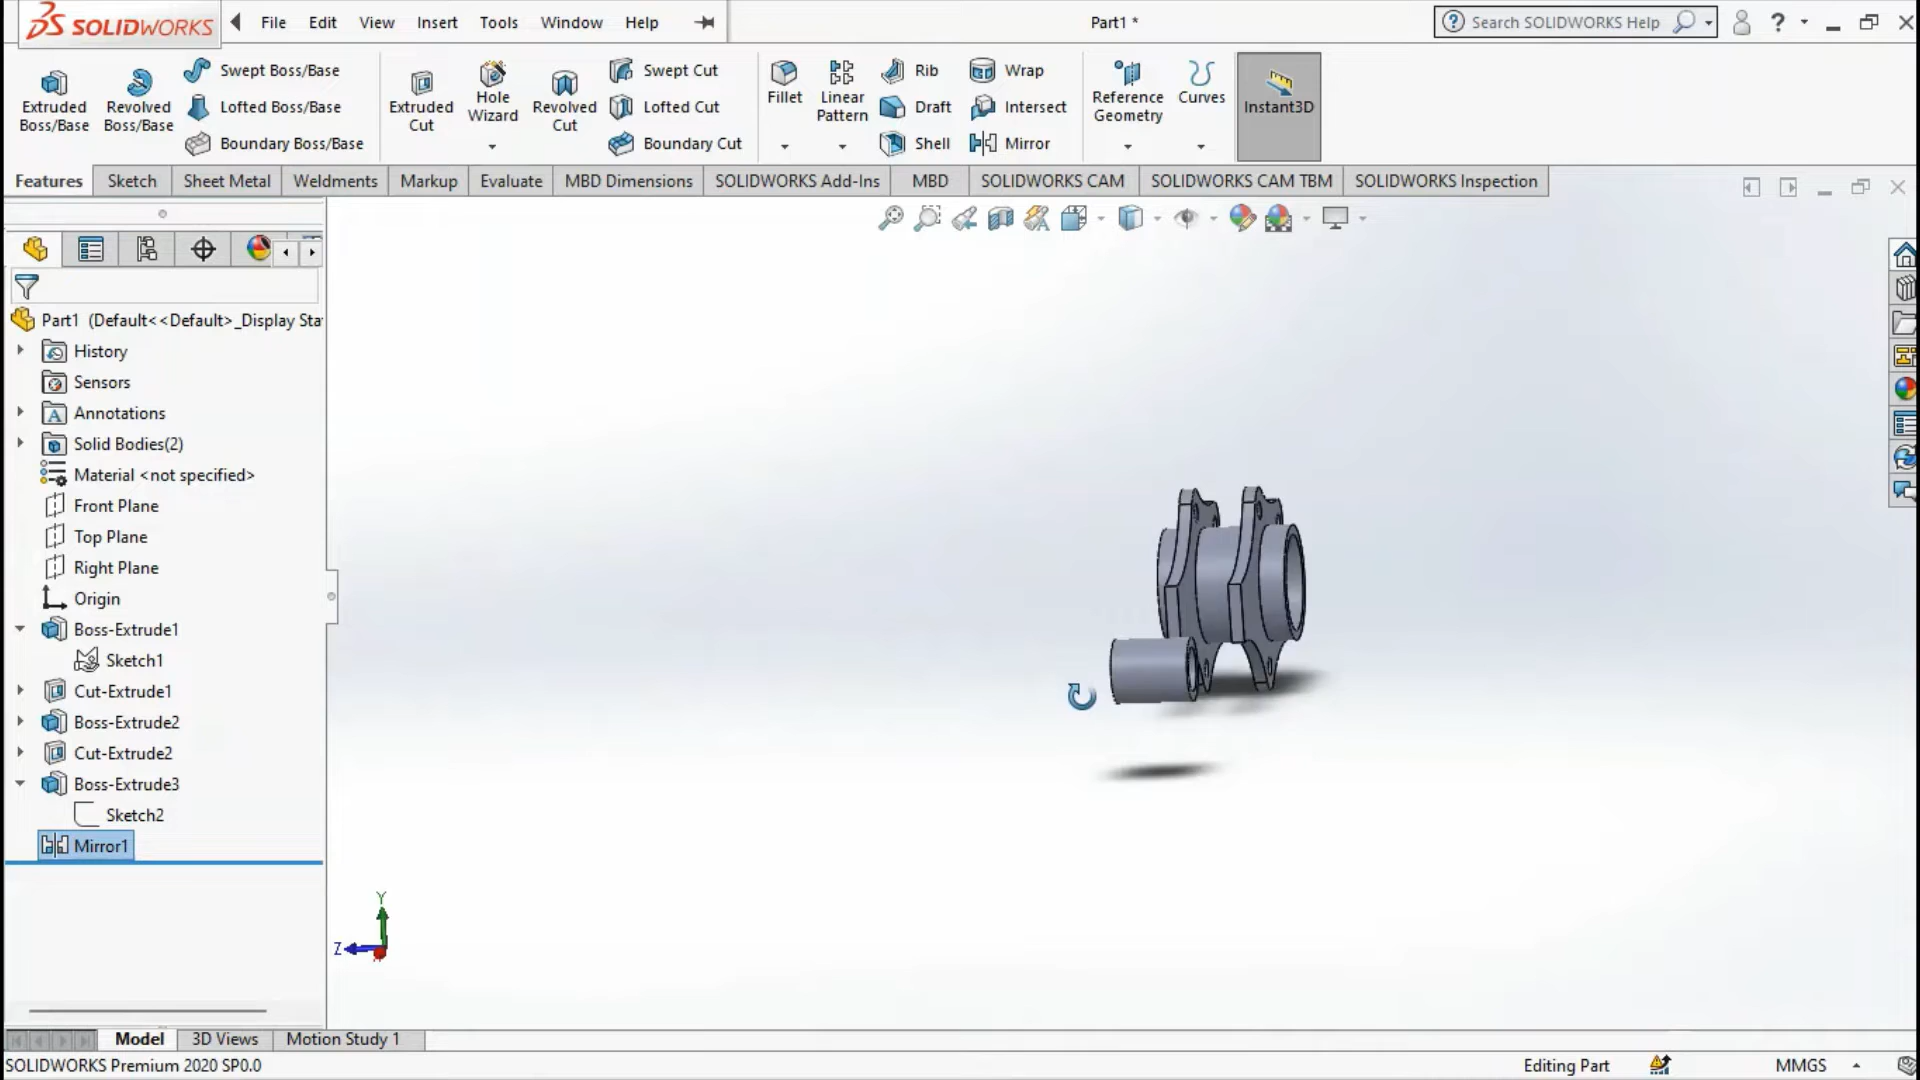 SOLIDWORKS File Edit View Insert Tools Window Help Part1 * Search SOLIDWORKS Help
Extruded Boss/Base
Revolved Boss/Base
Swept Boss/Base
Lofted Boss/Base
Boundary Boss/Base
Extruded Cut
Hole Wizard
Revolved Cut
Swept Cut
Lofted Cut
Boundary Cut
Fillet
Linear Pattern
Rib
Draft
Shell
Wrap
Intersect
Mirror
Reference Geometry
Curves
Instant3D
Features Sketch Sheet Metal Weldments Markup Evaluate MBD Dimensions SOLIDWORKS Add-Ins MBD SOLIDWORKS CAM SOLIDWORKS CAM TBM SOLIDWORKS Inspection
Part1 (Default<<Default>_Display Sta
History
Sensors
Annotations
Solid Bodies(2)
Material <not specified>
Front Plane
Top Plane
Right Plane
Origin
Boss-Extrude1
Sketch1
Cut-Extrude1
Boss-Extrude2
Cut-Extrude2
Boss-Extrude3
Sketch2
Mirror1
Y
Z
Model 3D Views Motion Study 1
SOLIDWORKS Premium 2020 SP0.0 Editing Part MMGS